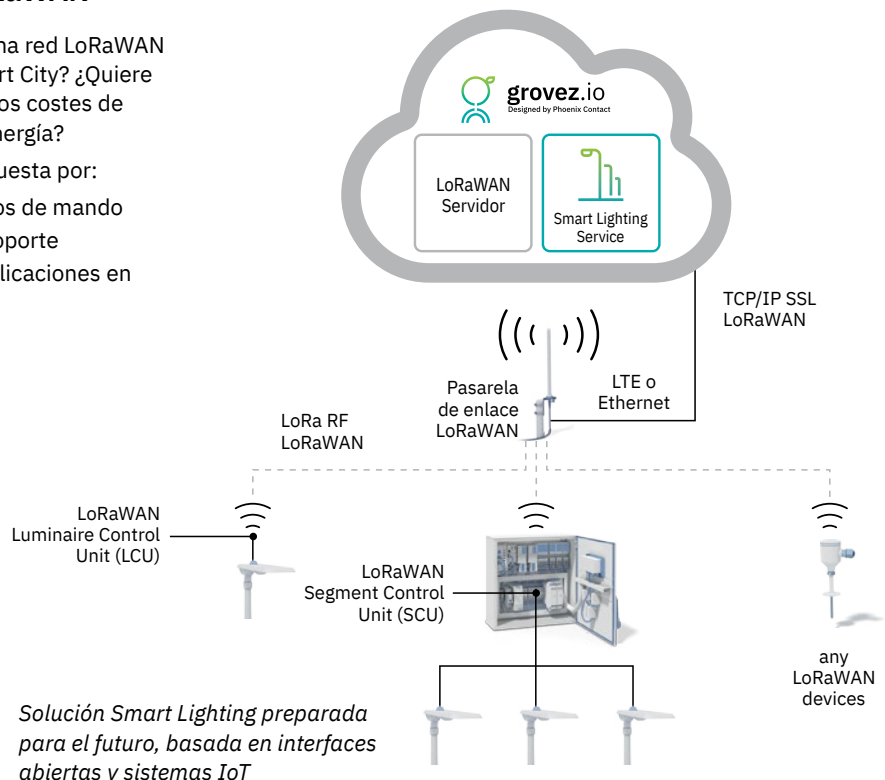 na red LoRaWAN
rt City? ¿Quiere
os costes de
nergía?
uesta por:
os de mando
oporte
licaciones en
grovez.io
Designed by Phoenix Contact
LoRaWAN
Servidor
Smart Lighting
Service
TCP/IP SSL
LoRaWAN
Pasarela
de enlace
LoRaWAN
LTE o
Ethernet
LoRa RF
LoRaWAN
LoRaWAN
Luminaire Control
Unit (LCU)
LoRaWAN
Segment Control
Unit (SCU)
any
LoRaWAN
devices
Solución Smart Lighting preparada
para el futuro, basada en interfaces
abiertas y sistemas IoT